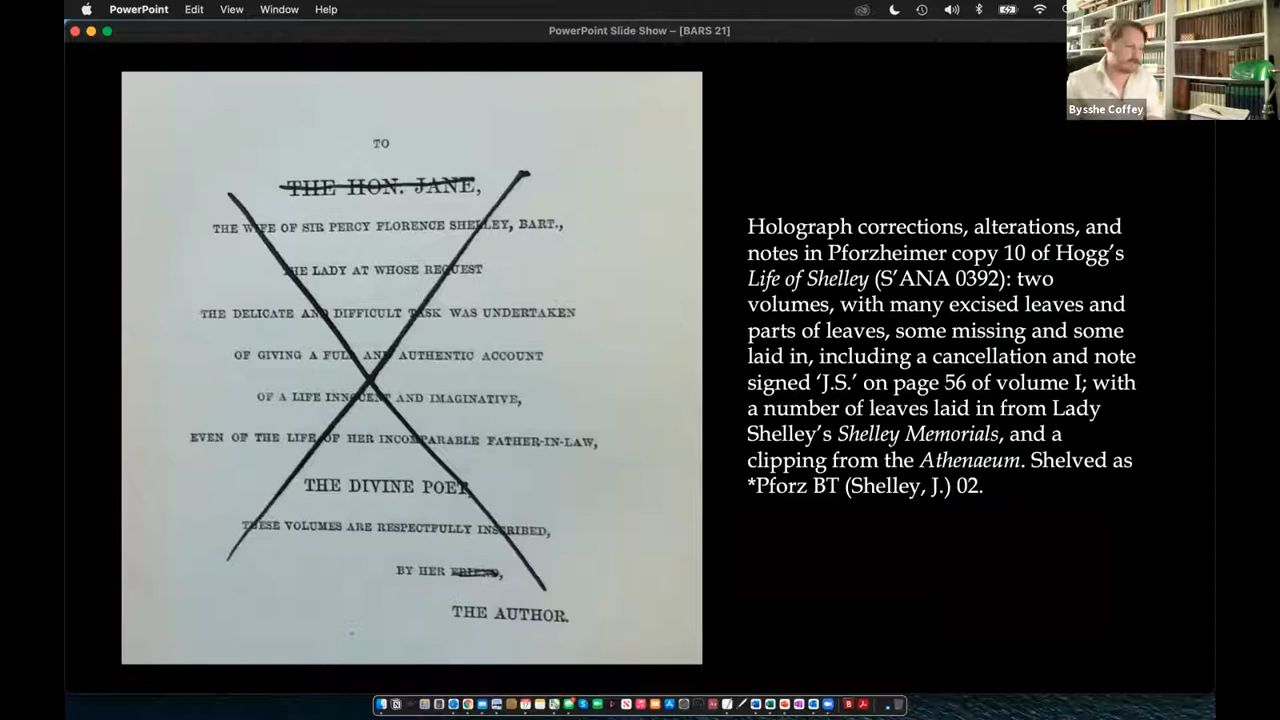 PowerPoint Edit View Window Help
PowerPoint Slide Show – [BARS 21]
Bysshe Coffey
TO
THE HON. JANE,
THE WIFE OF SIR PERCY FLORENCE SHELLEY, BART.,
THE LADY AT WHOSE REQUEST
THE DELICATE AND DIFFICULT TASK WAS UNDERTAKEN
OF GIVING A FULL AND AUTHENTIC ACCOUNT
OF A LIFE INNOCENT AND IMAGINATIVE,
EVEN OF THE LIFE OF HER INCOMPARABLE FATHER-IN-LAW,
THE DIVINE POET,
THESE VOLUMES ARE RESPECTFULLY INSCRIBED,
BY HER FRIEND,
THE AUTHOR.
Holograph corrections, alterations, and
notes in Pforzheimer copy 10 of Hogg’s
Life of Shelley (S’ANA 0392): two
volumes, with many excised leaves and
parts of leaves, some missing and some
laid in, including a cancellation and note
signed ‘J.S.’ on page 56 of volume I; with
a number of leaves laid in from Lady
Shelley’s Shelley Memorials, and a
clipping from the Athenaeum. Shelved as
*Pforz BT (Shelley, J.) 02.